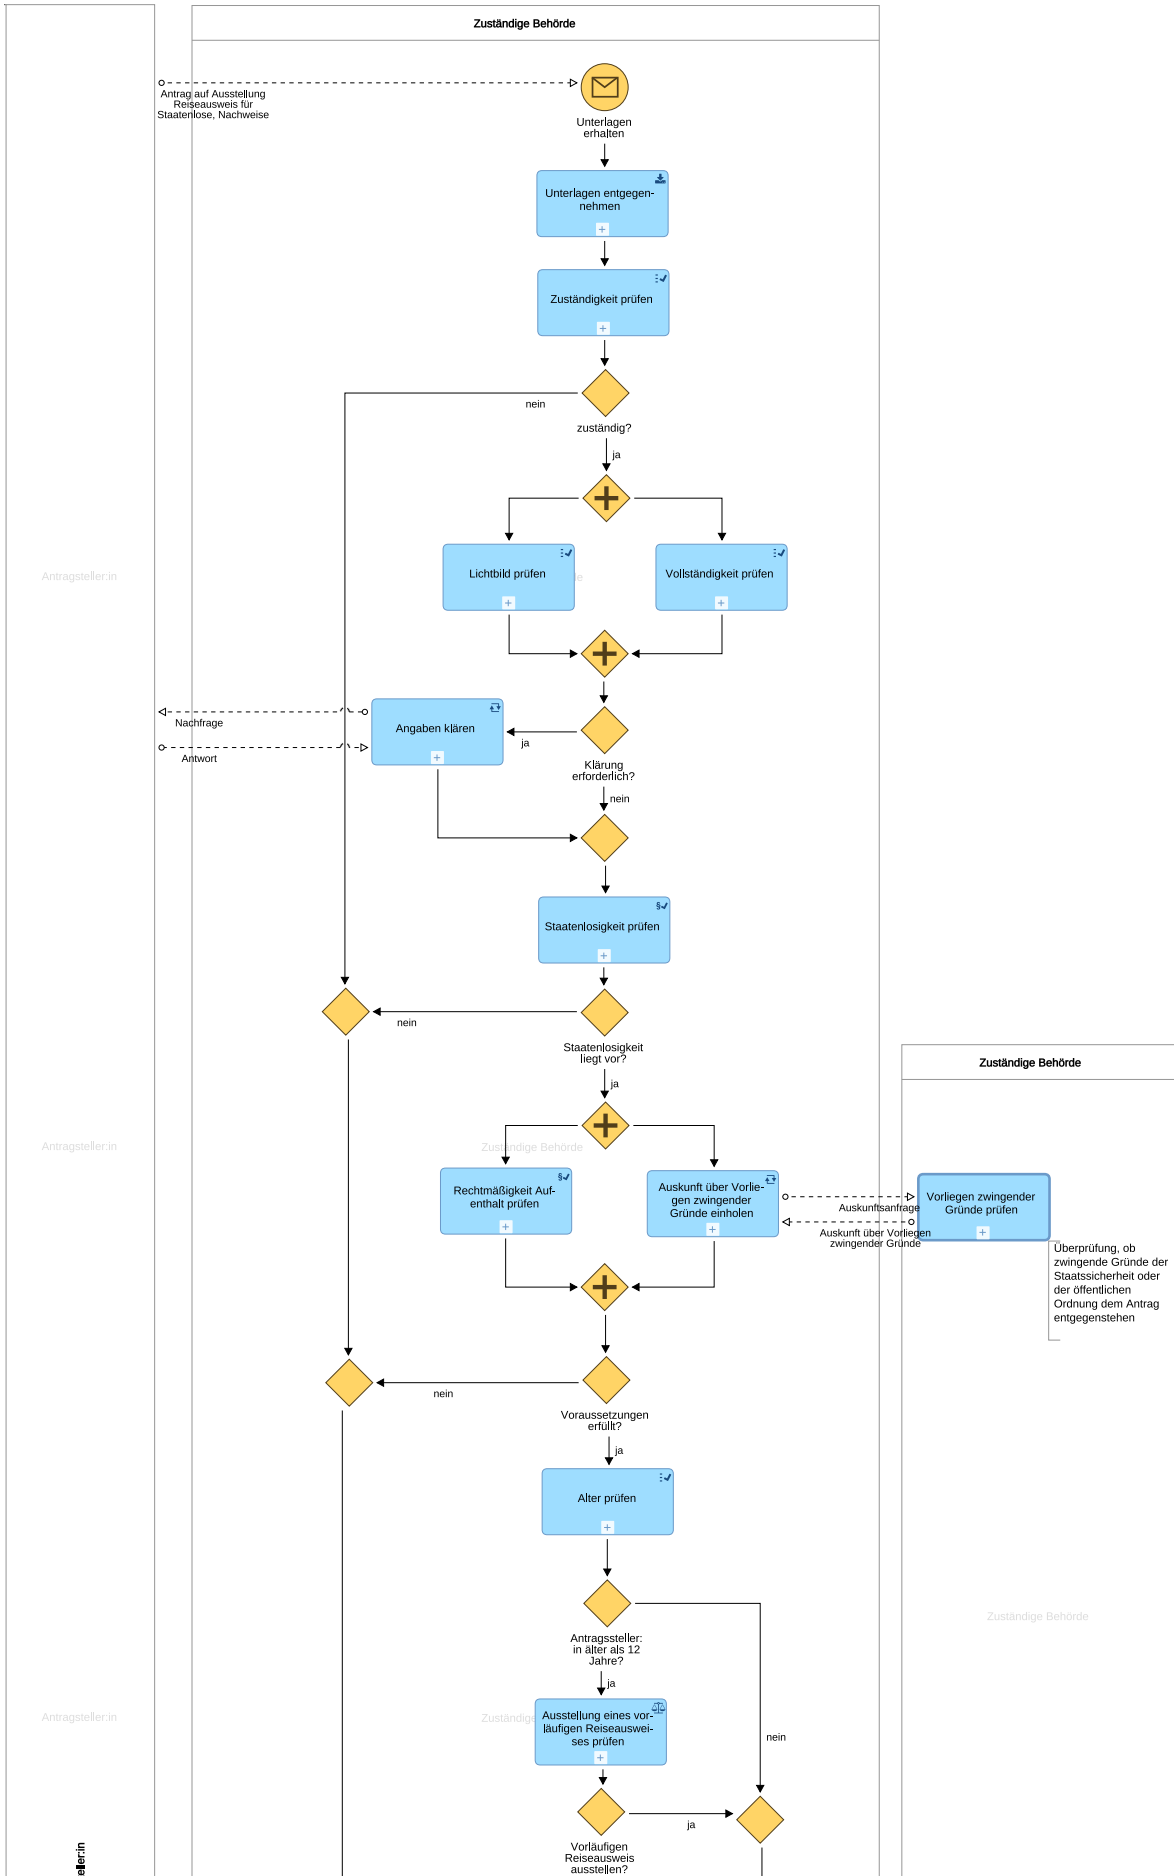 Zuständige Behörde
Antrag auf Ausstellung
Reiseausweis für
Staatenlose, Nachweise
Unterlagen
erhalten
Unterlagen entgegen-
nehmen
Zuständigkeit prüfen
nein
zuständig?
ja
Antragsteller:in
Lichtbild prüfen
Vollständigkeit prüfen
Nachfrage
Antwort
Angaben klären
ja
Klärung
erforderlich?
nein
Staatenlosigkeit prüfen
nein
Staatenlosigkeit
liegt vor?
ja
Zuständige Behörde
Antragsteller:in
Zuständige Behörde
Rechtmäßigkeit Auf-
enthalt prüfen
Auskunft über Vorlie-
gen zwingender
Gründe einholen
Auskunftsanfrage
Auskunft über Vorliegen
zwingender Gründe
Vorliegen zwingender
Gründe prüfen
Überprüfung, ob
zwingende Gründe der
Staatssicherheit oder
der öffentlichen
Ordnung dem Antrag
entgegenstehen
nein
Voraussetzungen
erfüllt?
ja
Alter prüfen
Antragssteller:
in älter als 12
Jahre?
ja
Zuständige Behörde
Antragsteller:in
Ausstellung eines vor-
läufigen Reiseauswei-
ses prüfen
nein
ja
Vorläufigen
Reiseausweis
ausstellen?